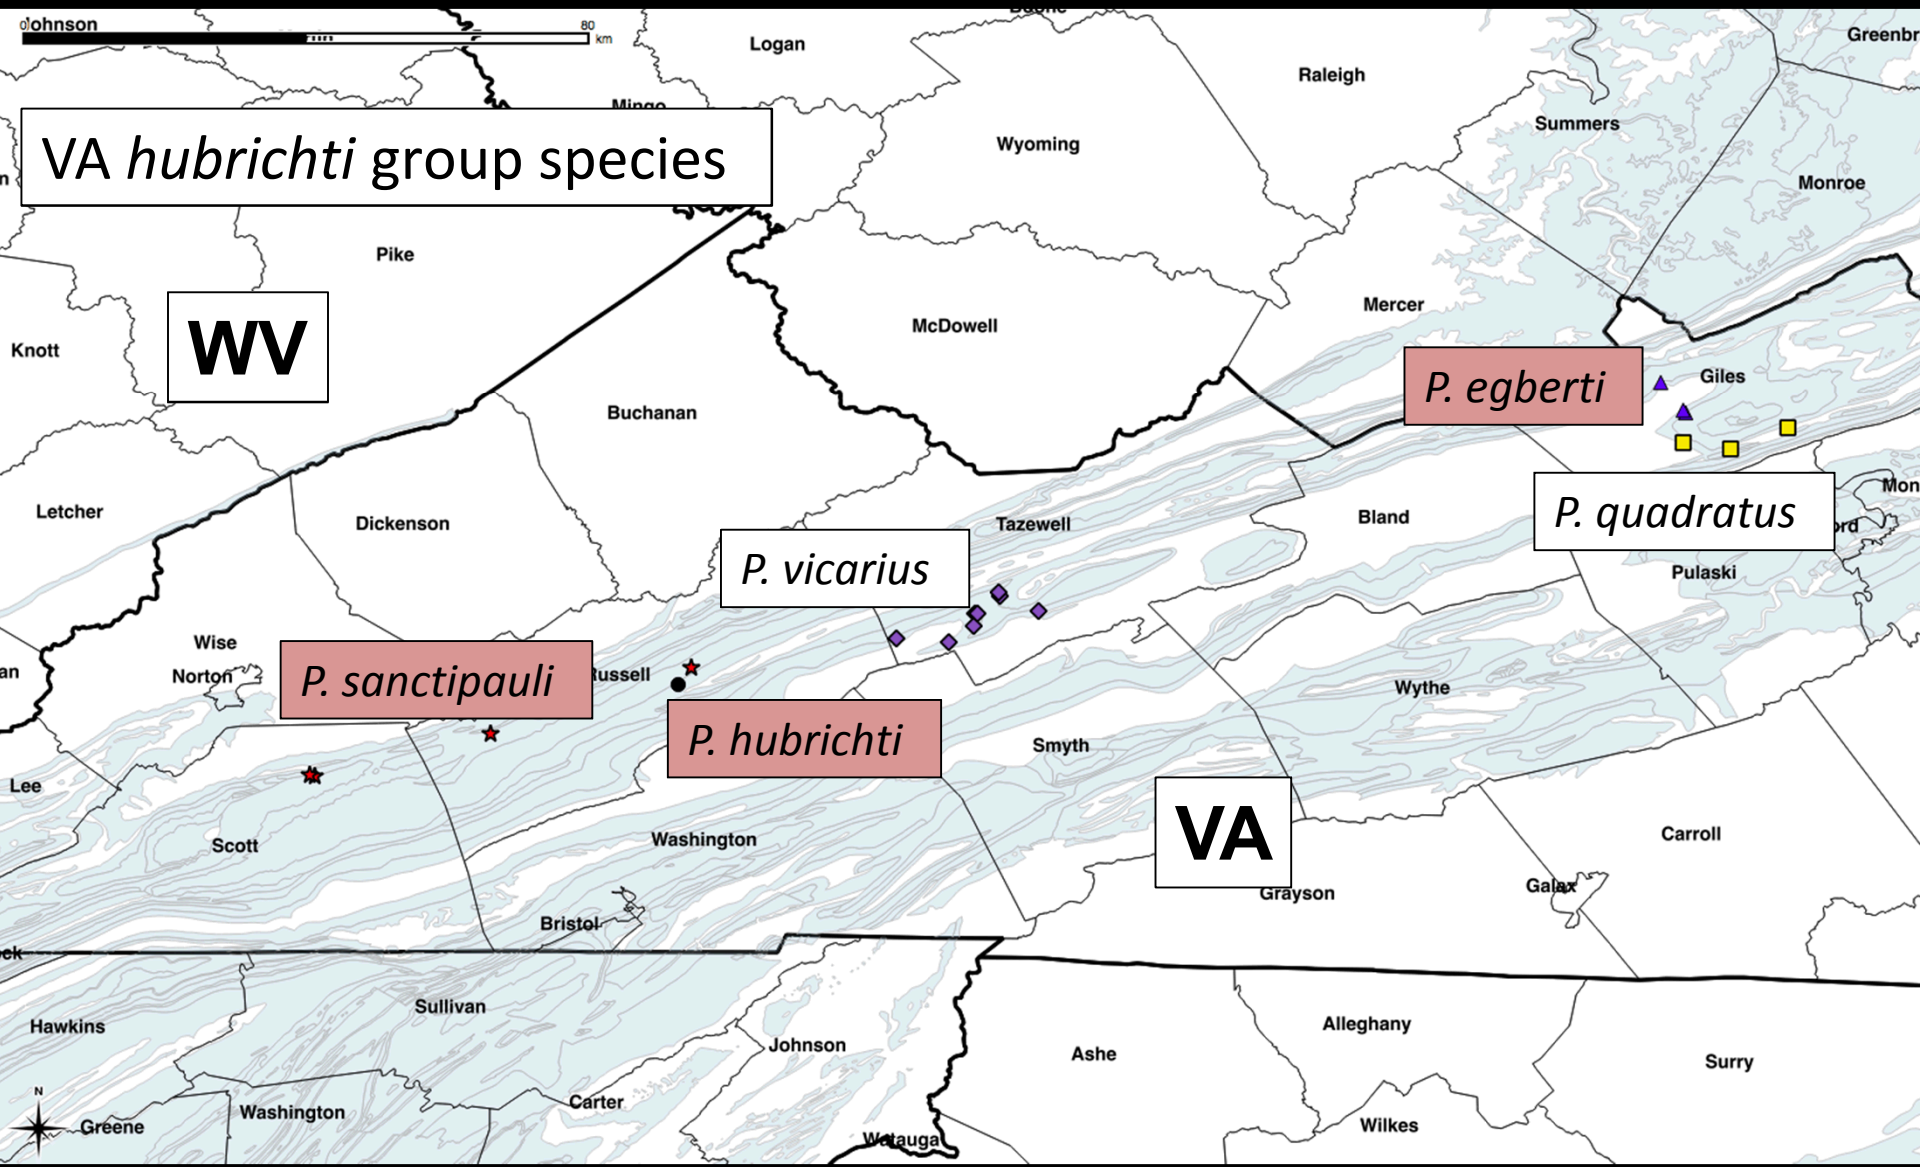 Johnson
0
80
km
Logan
Raleigh
Greenbr
Mingo
Summers
Wyoming
VA hubrichti group species
Monroe
Pike
Mercer
McDowell
WV
Knott
Giles
P. egberti
Buchanan
Letcher
Dickenson
Tazewell
Bland
P. quadratus
Mon
ord
P. vicarius
Pulaski
Wise
Norton
an
P. sanctipauli
Russell
Wythe
P. hubrichti
Smyth
Lee
Scott
Washington
VA
Carroll
Grayson
Galax
Bristol
ck
Sullivan
Hawkins
Johnson
Alleghany
Ashe
Surry
N
Greene
Washington
Carter
Watauga
Wilkes